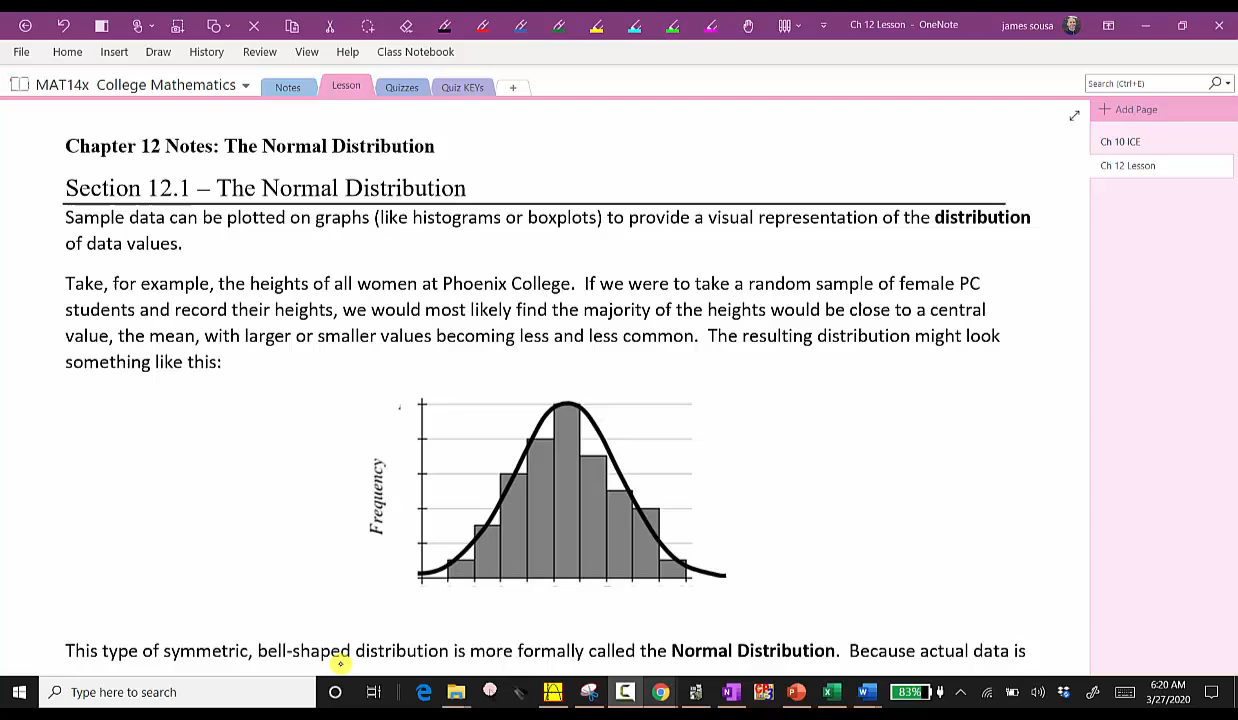 Ch 12 Lesson - OneNote
james sousa
File Home Insert Draw History Review View Help Class Notebook
MAT14x College Mathematics
Notes Lesson Quizzes Quiz KEYs +
Search (Ctrl+E)
Add Page
Ch 10 ICE
Ch 12 Lesson
Chapter 12 Notes: The Normal Distribution
Section 12.1 – The Normal Distribution
Sample data can be plotted on graphs (like histograms or boxplots) to provide a visual representation of the distribution
of data values.
Take, for example, the heights of all women at Phoenix College. If we were to take a random sample of female PC
students and record their heights, we would most likely find the majority of the heights would be close to a central
value, the mean, with larger or smaller values becoming less and less common. The resulting distribution might look
something like this:
Frequency
This type of symmetric, bell-shaped distribution is more formally called the Normal Distribution. Because actual data is
Type here to search
83%
6:20 AM
3/27/2020